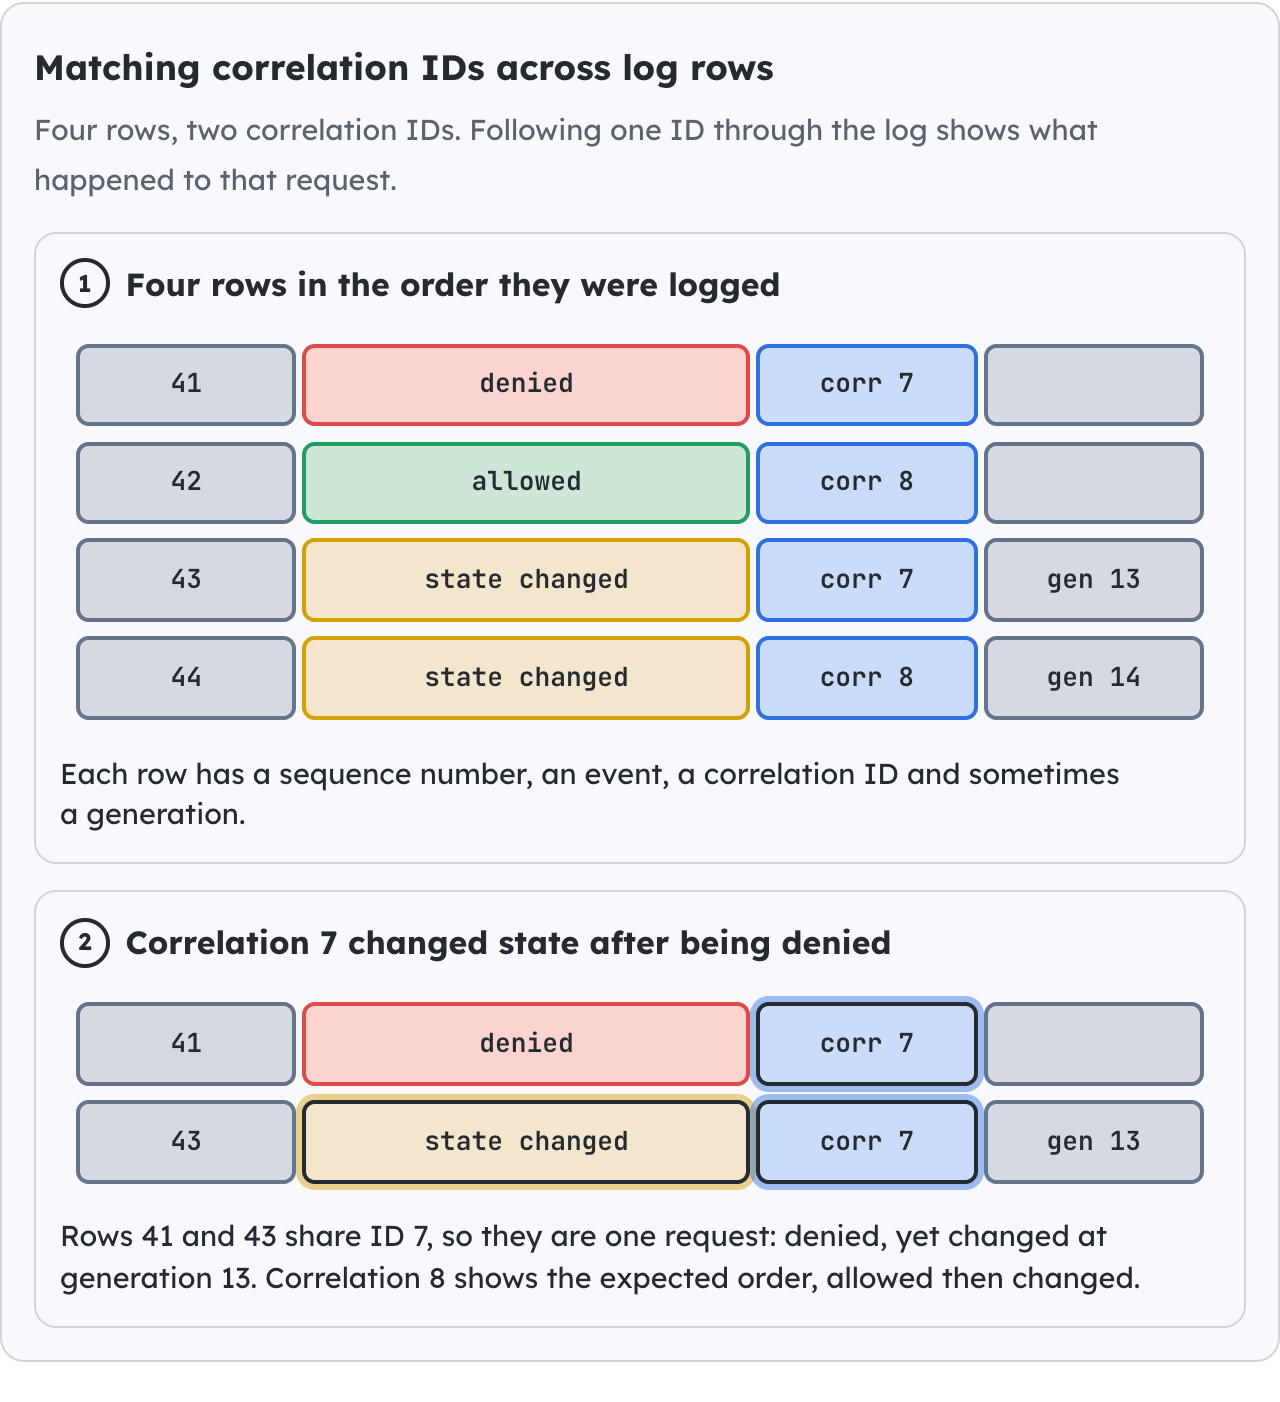 Matching correlation IDs across log rows
Four rows, two correlation IDs. Following one ID through the log shows what
happened to that request.
1 Four rows in the order they were logged
41 denied corr 7
42 allowed corr 8
43 state changed corr 7 gen 13
44 state changed corr 8 gen 14
Each row has a sequence number, an event, a correlation ID and sometimes
a generation.
2 Correlation 7 changed state after being denied
41 denied corr 7
43 state changed corr 7 gen 13
Rows 41 and 43 share ID 7, so they are one request: denied, yet changed at
generation 13. Correlation 8 shows the expected order, allowed then changed.